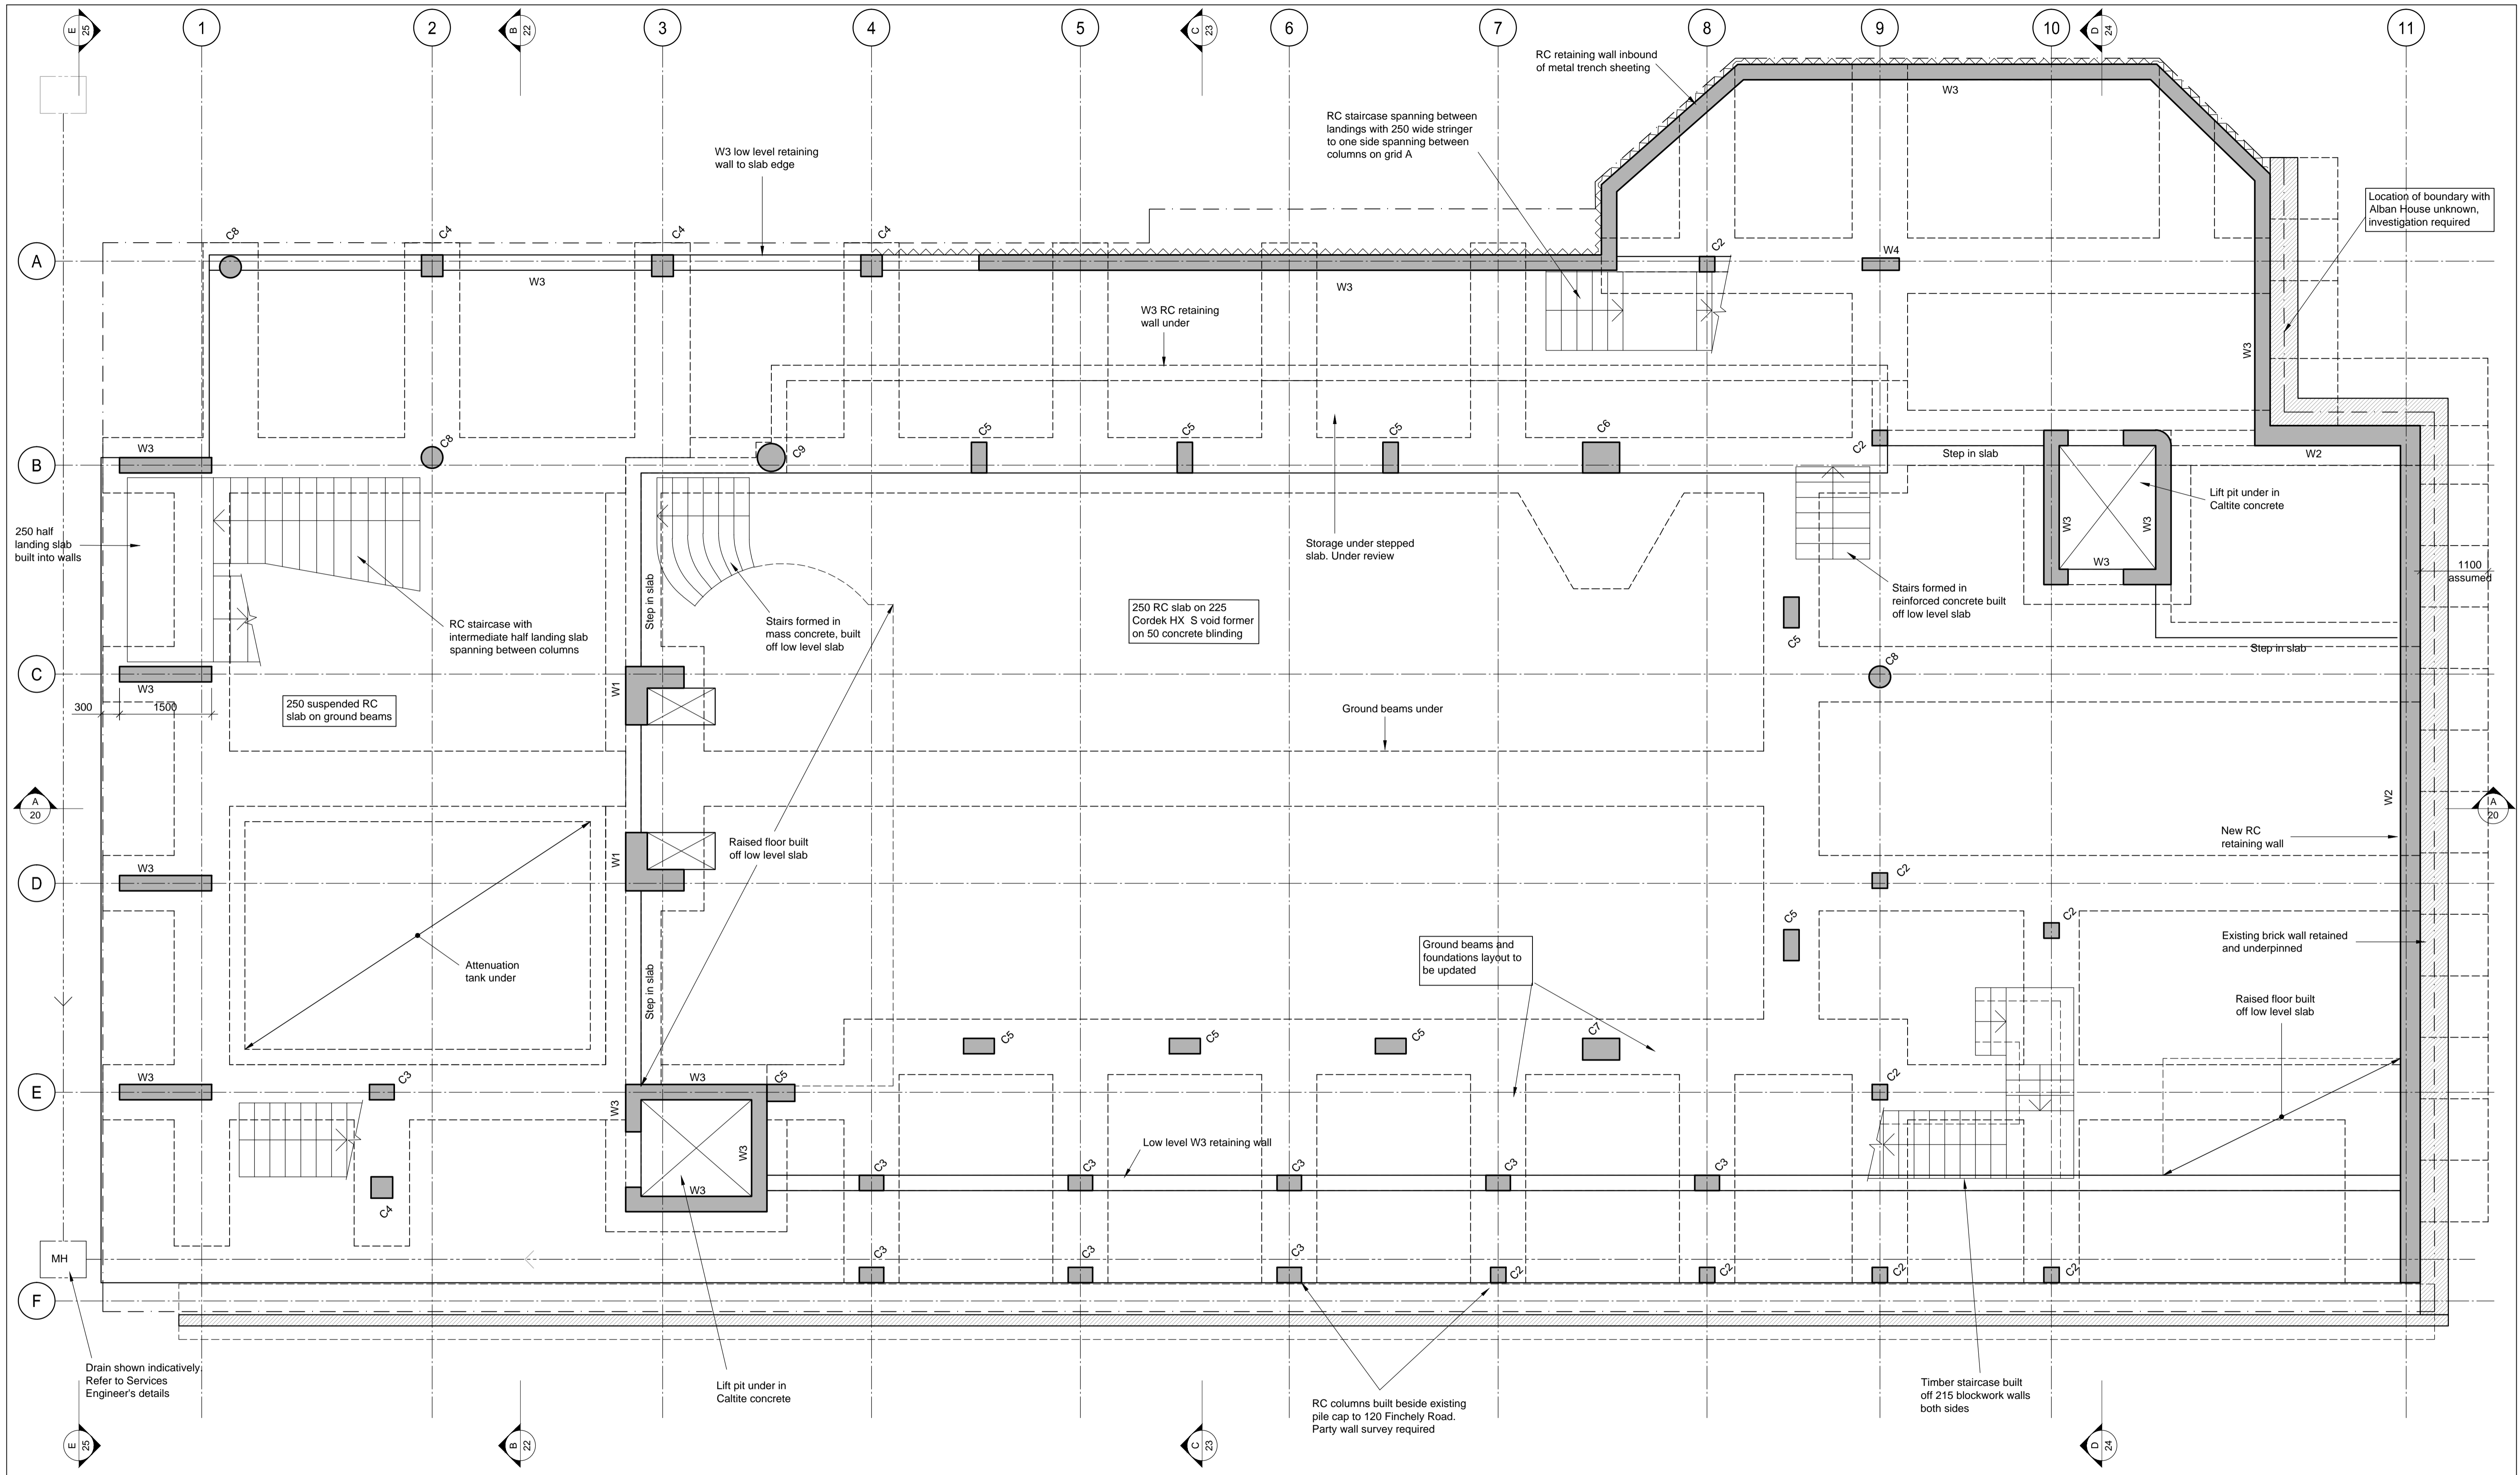 E
25
1
2
B
22
3
4
5
C
23
6
7
8
9
10
D
24
11
RC retaining wall inbound
of metal trench sheeting
W3
RC staircase spanning between
landings with 250 wide stringer
to one side spanning between
columns on grid A
W3 low level retaining
wall to slab edge
Location of boundary with
Alban House unknown,
investigation required
A
C8
C4
C4
C4
C2
W4
W3
W3
W3 RC retaining
wall under
W3
B
W3
C8
C9
C5
C5
C5
C6
C2
Step in slab
W2
Lift pit under in
Caltite concrete
W3
W3
W3
250 half
landing slab
built into walls
Storage under stepped
slab. Under review
1100
assumed
Stairs formed in
reinforced concrete built
off low level slab
Step in slab
RC staircase with
intermediate half landing slab
spanning between columns
Stairs formed in
mass concrete, built
off low level slab
250 RC slab on 225
Cordek HX S void former
on 50 concrete blinding
C5
Step in slab
C
W3
W1
C8
300
1500
250 suspended RC
slab on ground beams
Ground beams under
A
20
W2
A
20
Raised floor built
off low level slab
New RC
retaining wall
D
W3
W1
C2
C5
C2
Existing brick wall retained
and underpinned
Ground beams and
foundations layout to
be updated
Attenuation
tank under
Step in slab
Raised floor built
off low level slab
C5
C5
C5
C7
E
W3
C3
W3
C5
C2
W3
W3
W3
Low level W3 retaining wall
C4
C3
C3
C3
C3
C3
MH
C3
C3
C3
C2
C2
C2
C2
F
Drain shown indicatively.
Refer to Services
Engineer's details
Lift pit under in
Caltite concrete
RC columns built beside existing
pile cap to 120 Finchely Road.
Party wall survey required
Timber staircase built
off 215 blockwork walls
both sides
E
25
B
22
C
23
D
24